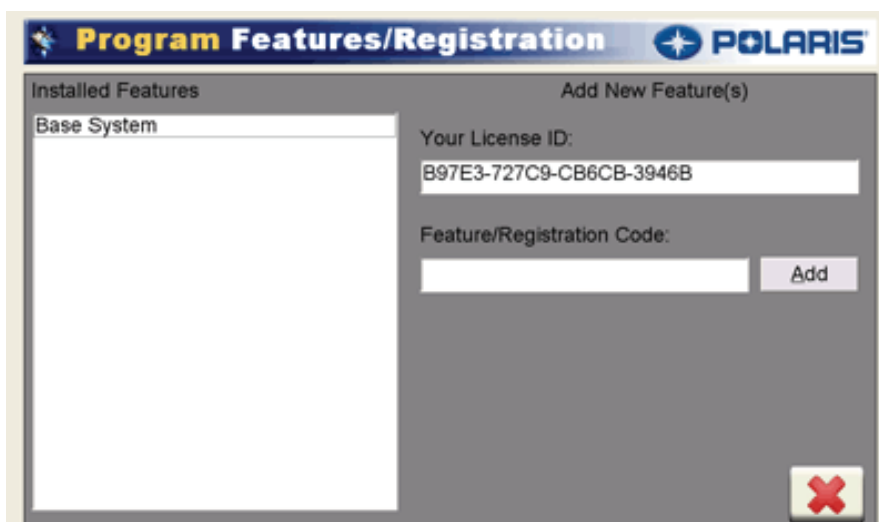 Program Features/Registration
POLARIS
Installed Features
Base System
Add New Feature(s)
Your License ID:
B97E3-727C9-CB6CB-3946B
Feature/Registration Code:
Add